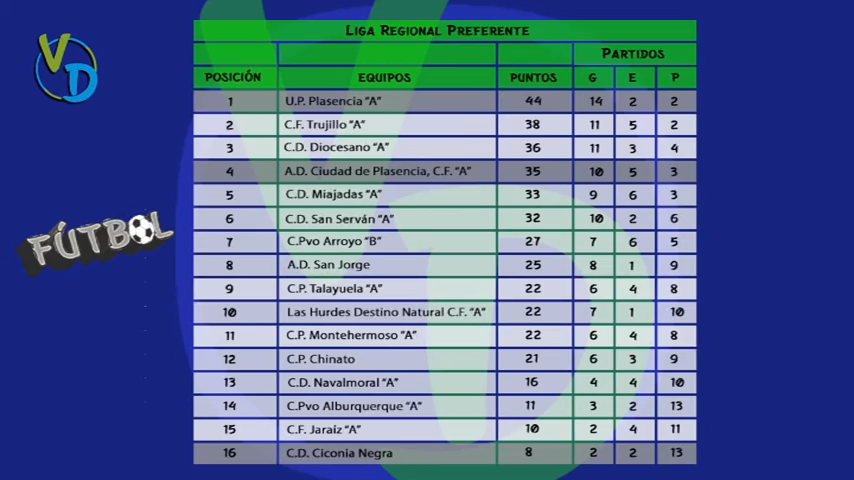 VD
LIGA REGIONAL PREFERENTE
PARTIDOS
POSICIÓN EQUIPOS PUNTOS G E P
1 U.P. Plasencia "A" 44 14 2 2
2 C.F. Trujillo "A" 38 11 5 2
3 C.D. Diocesano "A" 36 11 3 4
4 A.D. Ciudad de Plasencia, C.F. "A" 35 10 5 3
5 C.D. Miajadas "A" 33 9 6 3
6 C.D. San Serván "A" 32 10 2 6
FÚTBOL
7 C.Pvo Arroyo "B" 27 7 6 5
8 A.D. San Jorge 25 8 1 9
9 C.P. Talayuela "A" 22 6 4 8
10 Las Hurdes Destino Natural C.F. "A" 22 7 1 10
11 C.P. Montehermoso "A" 22 6 4 8
12 C.P. Chinato 21 6 3 9
13 C.D. Navalmoral "A" 16 4 4 10
14 C.Pvo Alburquerque "A" 11 3 2 13
15 C.F. Jaraíz "A" 10 2 4 11
16 C.D. Ciconia Negra 8 2 2 13